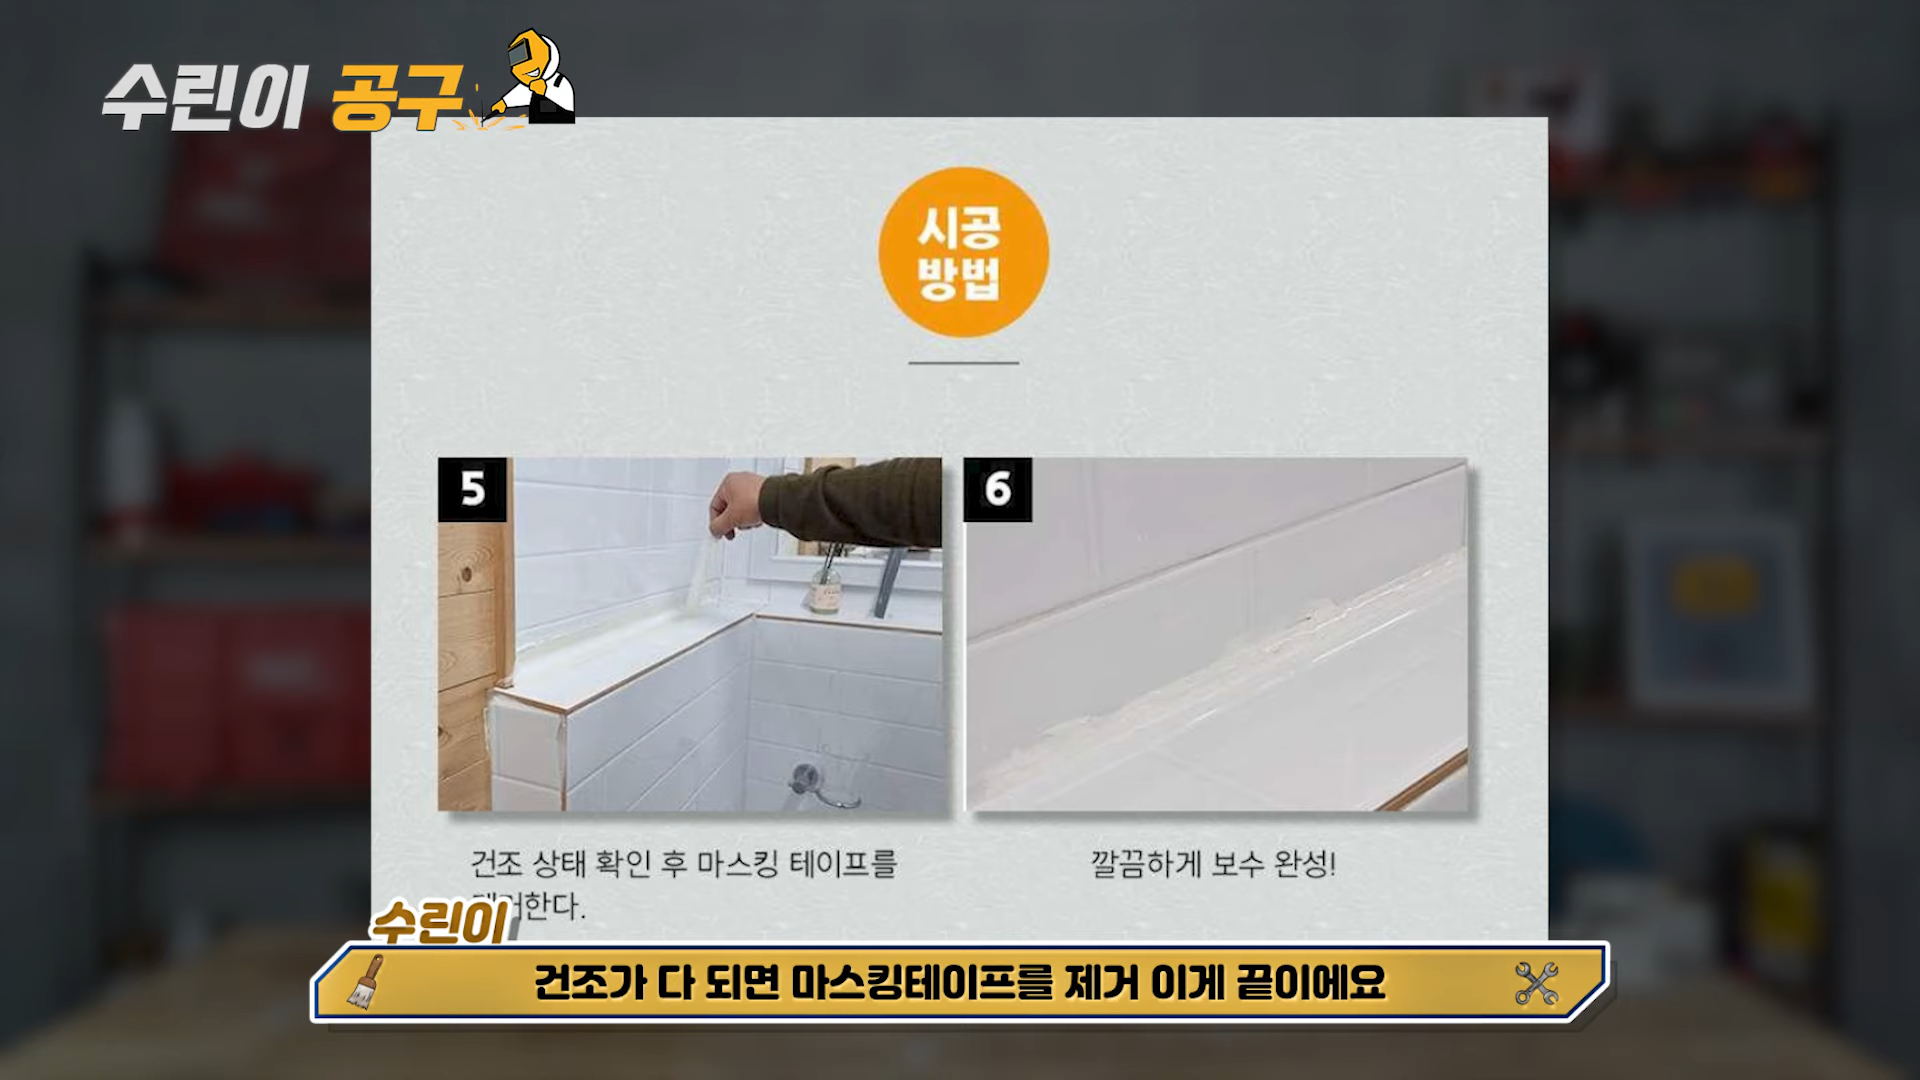 수린이 공구
시공
방법
5
6
건조 상태 확인 후 마스킹 테이프를
한다.
깔끔하게 보수 완성!
수린이
건조가 다 되면 마스킹테이프를 제거 이게 끝이에요